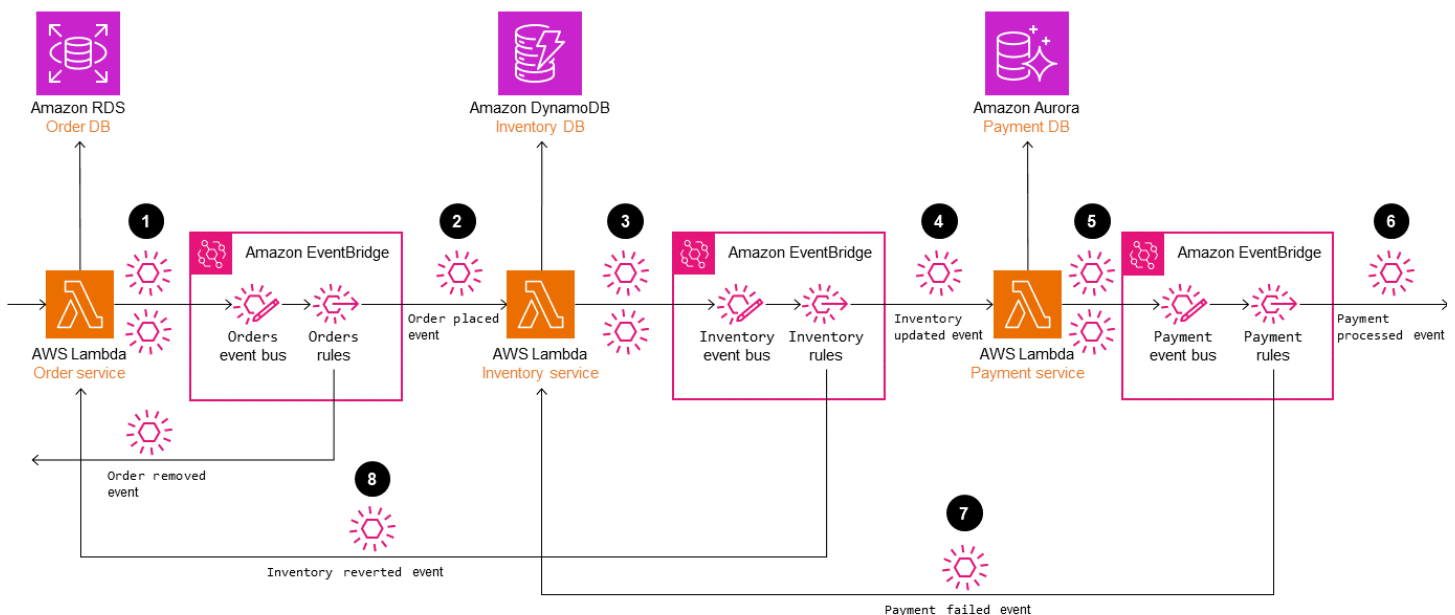 Amazon RDS
Order DB
Amazon DynamoDB
Inventory DB
Amazon Aurora
Payment DB
1
2
3
4
5
6
Amazon EventBridge
Amazon EventBridge
Amazon EventBridge
AWS Lambda
Order service
Orders
event bus
Orders
rules
Order placed
event
AWS Lambda
Inventory service
Inventory
event bus
Inventory
rules
Inventory
updated event
AWS Lambda
Payment service
Payment
event bus
Payment
rules
Payment
processed event
Order removed
event
8
Inventory reverted event
7
Payment failed event